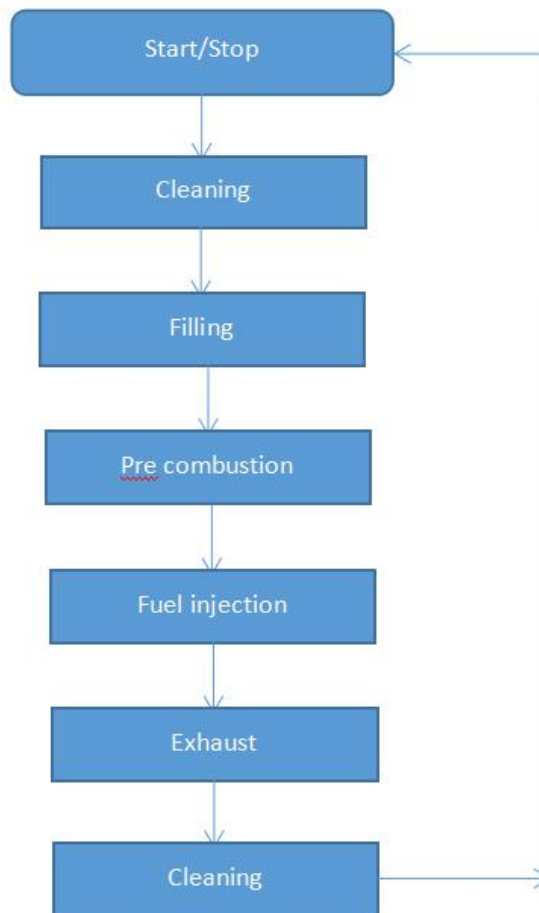 Start/Stop
Cleaning
Filling
Pre combustion
Fuel injection
Exhaust
Cleaning